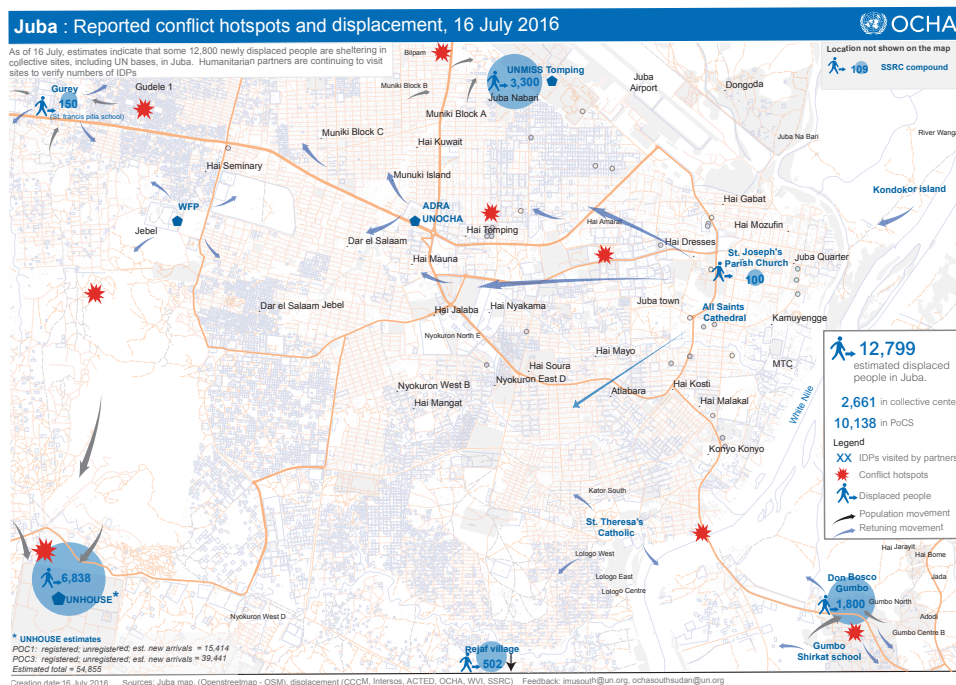 Juba : Reported conflict hotspots and displacement, 16 July 2016
OCHA
As of 16 July, estimates indicate that some 12,800 newly displaced people are sheltering in
collective sites, including UN bases, in Juba. Humanitarian partners are continuing to visit
sites to verify numbers of IDPs
Location not shown on the map
109 SSRC compound
Bilpam
UNMISS Tomping
3,300
Juba Nabari
Juba
Airport
Dongoda
Gurey
150
(St. francis pitia school)
Gudele 1
Muniki Block B
Muniki Block A
Muniki Block C
Hai Kuwait
Juba Na Bari
River Wanga
Hai Seminary
Munuki Island
Kondokor island
WFP
ADRA
UNOCHA
Hai Gabat
Jebel
Hai Tomping
Hai Amarat
Hai Mozufin
Dar el Salaam
Hai Dresses
Hai Mauna
St. Joseph's
Parish Church
100
Juba Quarter
Dar el Salaam Jebel
Hai Jalaba
Hai Nyakama
Juba town
All Saints
Cathedral
Kamuyengge
Nyokuron North E
Hai Mayo
MTC
Hai Soura
Nyokuron West B
Nyokuron East D
Atlabara
Hai Kosti
Hai Mangat
Hai Malakal
White Nile
Konyo Konyo
12,799
estimated displaced
people in Juba.
2,661 in collective cente
10,138 in PoCS
Legend
XX IDPs visited by partners
Conflict hotspots
Displaced people
Population movement
Retuning movement
Kator South
St. Theresa's
Catholic
Lologo West
Lologo East
Lologo Centre
Hai Jarayit
Hai Bome
Jada
Don Bosco
Gumbo
1,800
Gumbo North
Adodi
Gumbo Centre B
Gumbo
Shirkat school
6,838
UNHOUSE*
Nyokuron West D
Rejaf village
502
* UNHOUSE estimates
POC1: registered; unregistered; est. new arrivals = 15,414
POC3: registered; unregistered; est. new arrivals = 39,441
Estimated total = 54,855
Creation date:16 July 2016 Sources: Juba map, (Openstreetmap - OSM), displacement (CCCM, Intersos, ACTED, OCHA, WVI, SSRC) Feedback: imusouth@un.org, ochasouthsudan@un.org